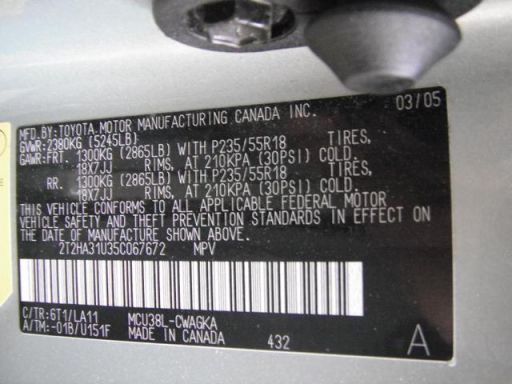 MFD.BY:TOYOTA MOTOR MANUFACTURING CANADA INC. 03/05
GVWR:2380KG (5245LB)
GAWR:FRT. 1300KG (2865LB) WITH P235/55R18 TIRES,
18X7JJ RIMS, AT 210KPA (30PSI) COLD
RR. 1300KG (2865LB) WITH P235/55R18 TIRES,
18X7JJ RIMS, AT 210KPA (30PSI) COLD
THIS VEHICLE CONFORMS TO ALL APPLICABLE FEDERAL MOTOR
VEHICLE SAFETY AND THEFT PREVENTION STANDARDS IN EFFECT ON
THE DATE OF MANUFACTURE SHOWN ABOVE.
2T2HA31U35C067672 MPV
C/TR:6T1/LA11 MCU38L-CWAGKA
A/TM:-01B/U151F MADE IN CANADA 432 A